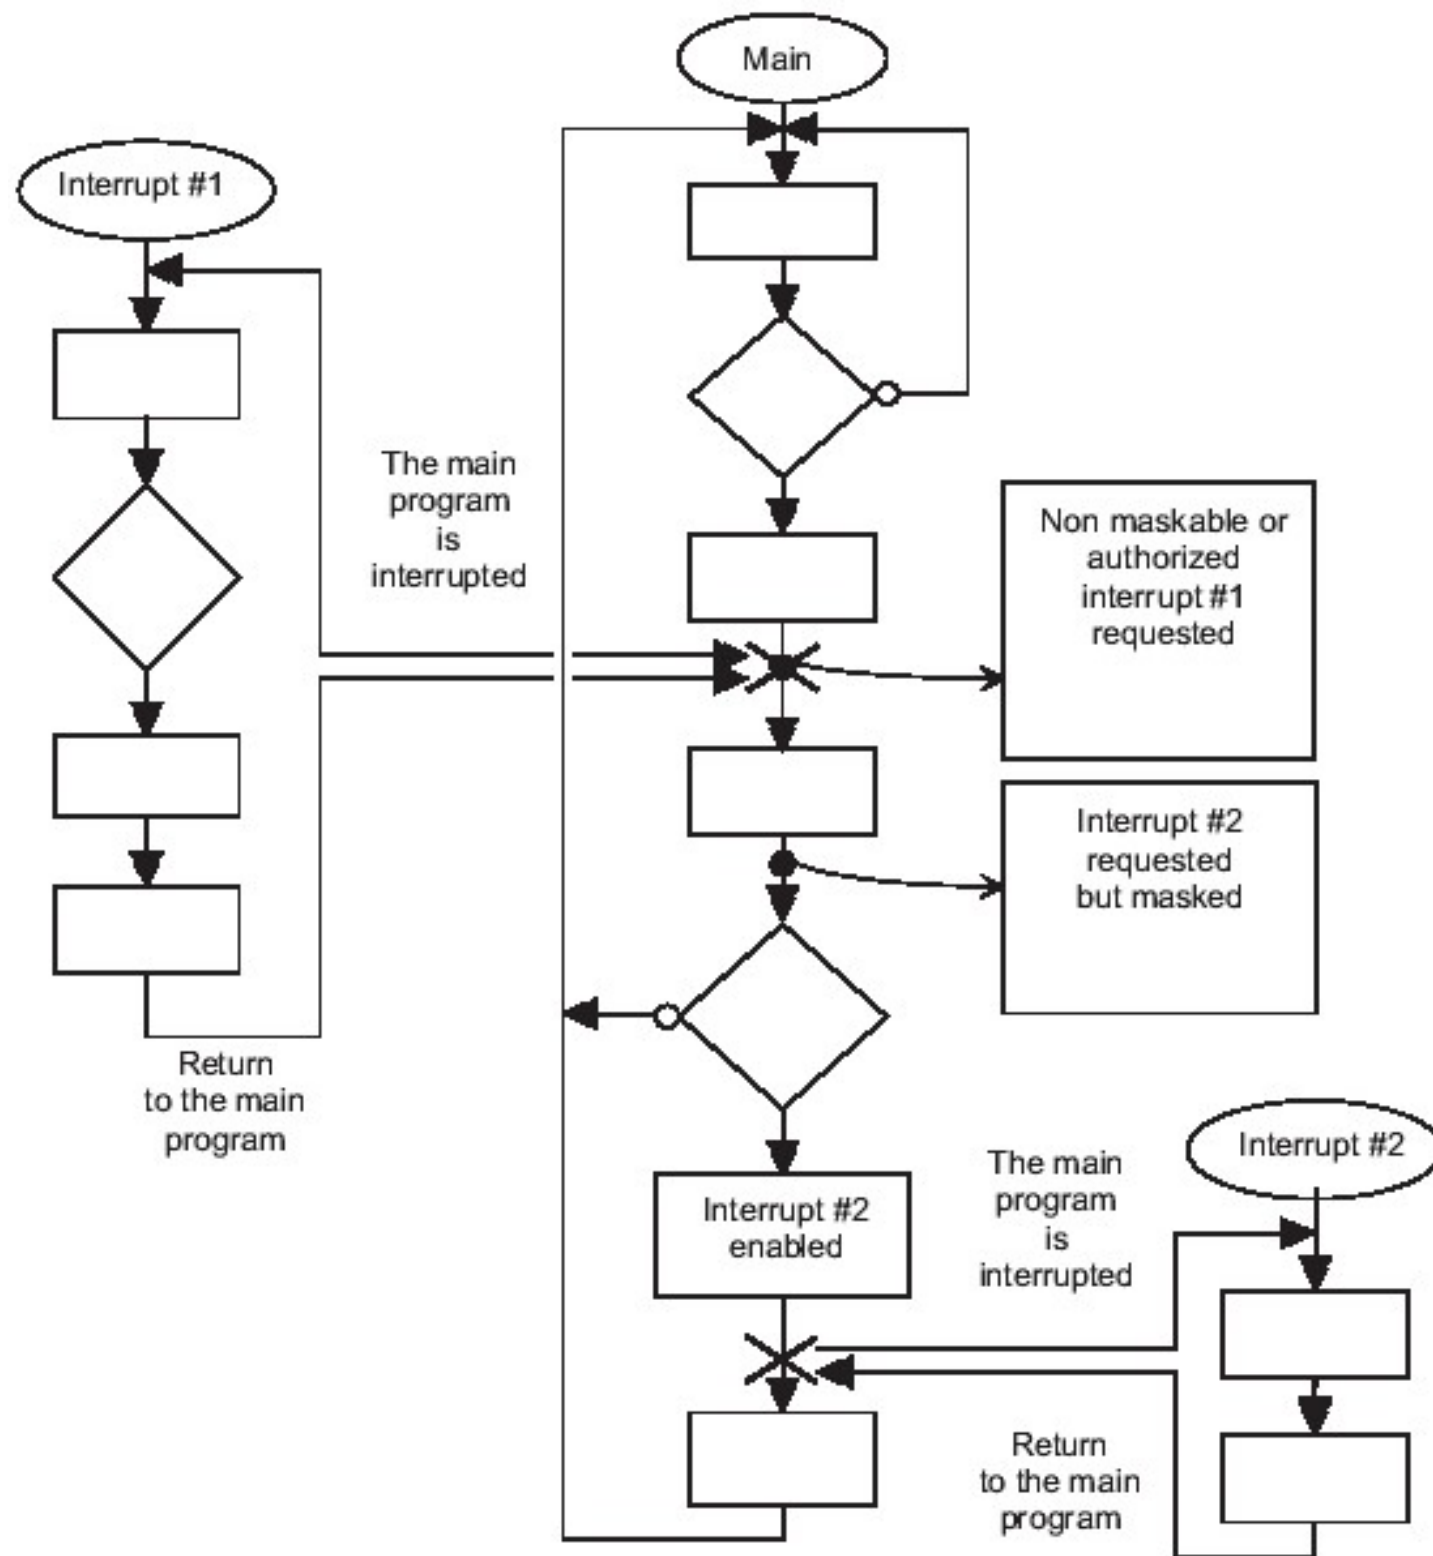 Main
Interrupt #1
The main
program
is
interrupted
Non maskable or
authorized
interrupt #1
requested
Interrupt #2
requested
but masked
Return
to the main
program
Interrupt #2
enabled
The main
program
is
interrupted
Interrupt #2
Return
to the main
program